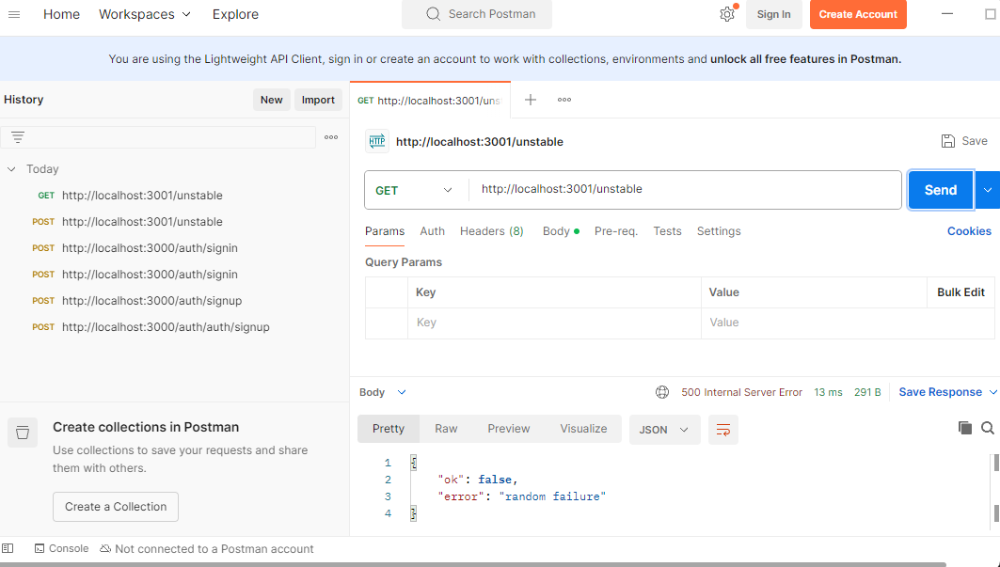 Home Workspaces Explore Search Postman Sign In Create Account
You are using the Lightweight API Client, sign in or create an account to work with collections, environments and unlock all free features in Postman.
History New Import
Today
GET http://localhost:3001/unstable
POST http://localhost:3001/unstable
POST http://localhost:3000/auth/signin
POST http://localhost:3000/auth/signin
POST http://localhost:3000/auth/signup
POST http://localhost:3000/auth/auth/signup
Create collections in Postman
Use collections to save your requests and share
them with others.
Create a Collection
GET http://localhost:3001/uns
HTTP http://localhost:3001/unstable Save
GET http://localhost:3001/unstable Send
Params Auth Headers (8) Body Pre-req. Tests Settings Cookies
Query Params
Key Value Bulk Edit
Key Value
Body 500 Internal Server Error 13 ms 291 B Save Response
Pretty Raw Preview Visualize JSON
1 {
2 "ok": false,
3 "error": "random failure"
4 }
Console Not connected to a Postman account